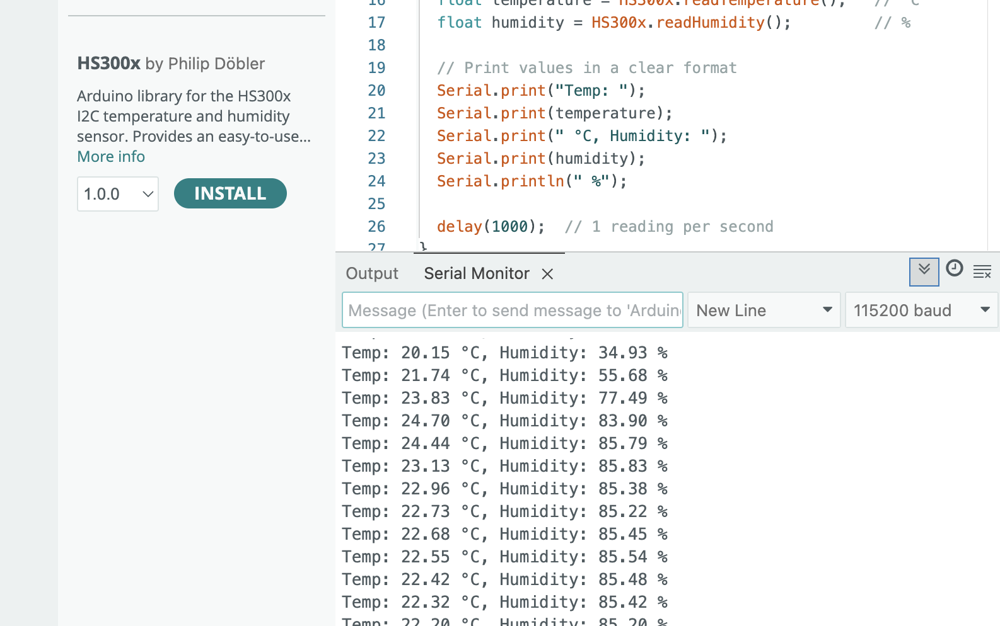 HS300x by Philip Döbler
Arduino library for the HS300x
I2C temperature and humidity
sensor. Provides an easy-to-use...
More info
1.0.0
INSTALL
16 float temperature = HS300x.readTemperature(); // °C
17 float humidity = HS300x.readHumidity(); // %
18
19 // Print values in a clear format
20 Serial.print("Temp: ");
21 Serial.print(temperature);
22 Serial.print(" °C, Humidity: ");
23 Serial.print(humidity);
24 Serial.println(" %");
25
26 delay(1000); // 1 reading per second
27 }
Output Serial Monitor
Message (Enter to send message to 'Arduin
New Line
115200 baud
Temp: 20.15 °C, Humidity: 34.93 %
Temp: 21.74 °C, Humidity: 55.68 %
Temp: 23.83 °C, Humidity: 77.49 %
Temp: 24.70 °C, Humidity: 83.90 %
Temp: 24.44 °C, Humidity: 85.79 %
Temp: 23.13 °C, Humidity: 85.83 %
Temp: 22.96 °C, Humidity: 85.38 %
Temp: 22.73 °C, Humidity: 85.22 %
Temp: 22.68 °C, Humidity: 85.45 %
Temp: 22.55 °C, Humidity: 85.54 %
Temp: 22.42 °C, Humidity: 85.48 %
Temp: 22.32 °C, Humidity: 85.42 %
Temp: 22.20 °C, Humidity: 85.20 %